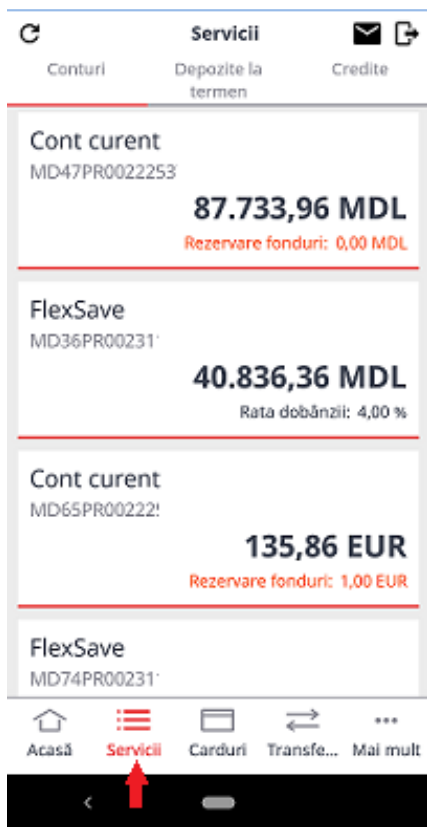 Servicii
Conturi
Depozite la
termen
Credite
Cont curent
MD47PR0022253
87.733,96 MDL
Rezervare fonduri: 0,00 MDL
FlexSave
MD36PR00231
40.836,36 MDL
Rata dobânzii: 4,00 %
Cont curent
MD65PR00222
135,86 EUR
Rezervare fonduri: 1,00 EUR
FlexSave
MD74PR00231
Acasă
Servicii
Carduri
Transfe...
Mai mult